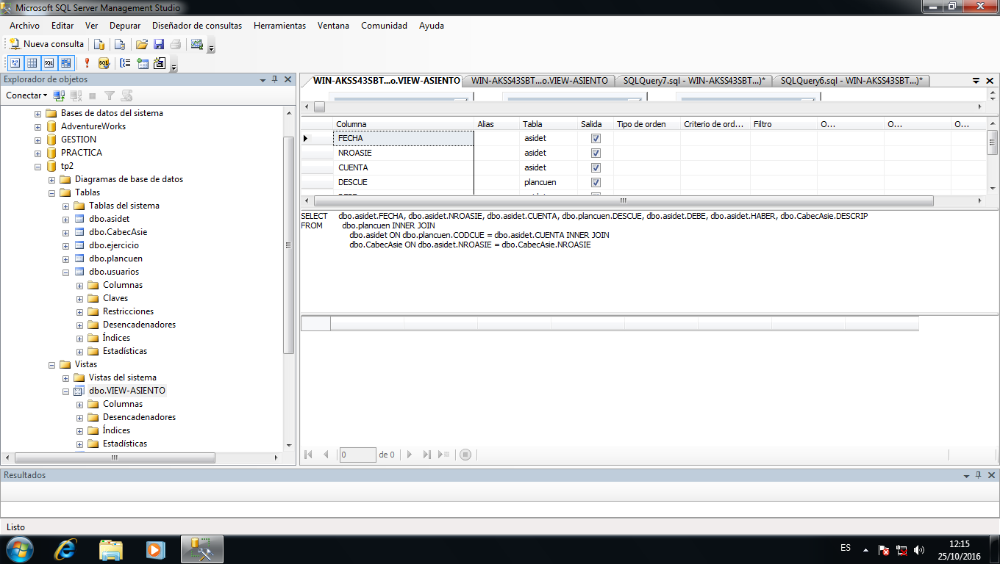 Microsoft SQL Server Management Studio
Archivo Editar Ver Depurar Diseñador de consultas Herramientas Ventana Comunidad Ayuda
Nueva consulta
Explorador de objetos
Conectar
Bases de datos del sistema
AdventureWorks
GESTION
PRACTICA
tp2
Diagramas de base de datos
Tablas
Tablas del sistema
dbo.asidet
dbo.CabecAsie
dbo.ejercicio
dbo.plancuen
dbo.usuarios
Columnas
Claves
Restricciones
Desencadenadores
Índices
Estadísticas
Vistas
Vistas del sistema
dbo.VIEW-ASIENTO
Columnas
Desencadenadores
Índices
Estadísticas
WIN-AKSS43SBT...o.VIEW-ASIENTO WIN-AKSS43SBT...o.VIEW-ASIENTO SQLQuery7.sql - WIN-AKSS43SBT...)* SQLQuery6.sql - WIN-AKSS43SBT...)*
Columna Alias Tabla Salida Tipo de orden Criterio de ord... Filtro O... O... O...
FECHA asidet
NROASIE asidet
CUENTA asidet
DESCUE plancuen
SELECT dbo.asidet.FECHA, dbo.asidet.NROASIE, dbo.asidet.CUENTA, dbo.plancuen.DESCUE, dbo.asidet.DEBE, dbo.asidet.HABER, dbo.CabecAsie.DESCRIP
FROM dbo.plancuen INNER JOIN
dbo.asidet ON dbo.plancuen.CODCUE = dbo.asidet.CUENTA INNER JOIN
dbo.CabecAsie ON dbo.asidet.NROASIE = dbo.CabecAsie.NROASIE
0 de 0
Resultados
Listo
ES
12:15
25/10/2016